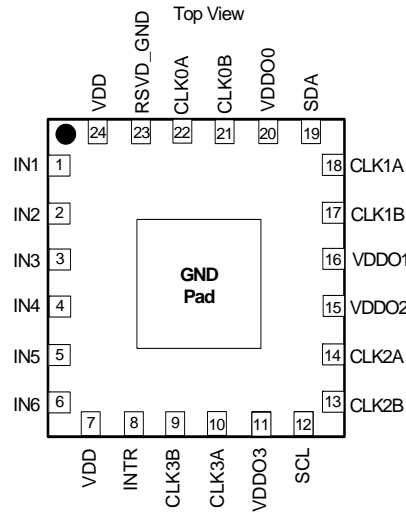 Top View
VDD
RSVD_GND
CLK0A
CLK0B
VDDO0
SDA
24
23
22
21
20
19
IN1
1
18
CLK1A
IN2
2
17
CLK1B
IN3
3
16
VDDO1
GND
Pad
IN4
4
15
VDDO2
IN5
5
14
CLK2A
IN6
6
13
CLK2B
7
8
9
10
11
12
VDD
INTR
CLK3B
CLK3A
VDDO3
SCL